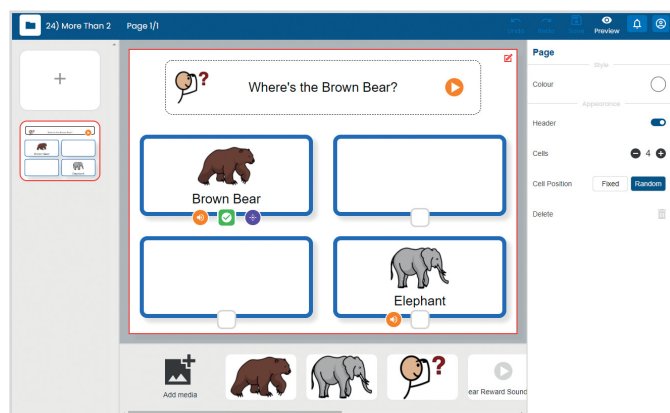 24) More Than 2 Page 1/1
Undo Redo Save Preview
Page
Style
Colour
Appearance
Header
Cells 4
Cell Position Fixed Random
Delete
Where's the Brown Bear?
Brown Bear
Elephant
Add media
ear Reward Sound